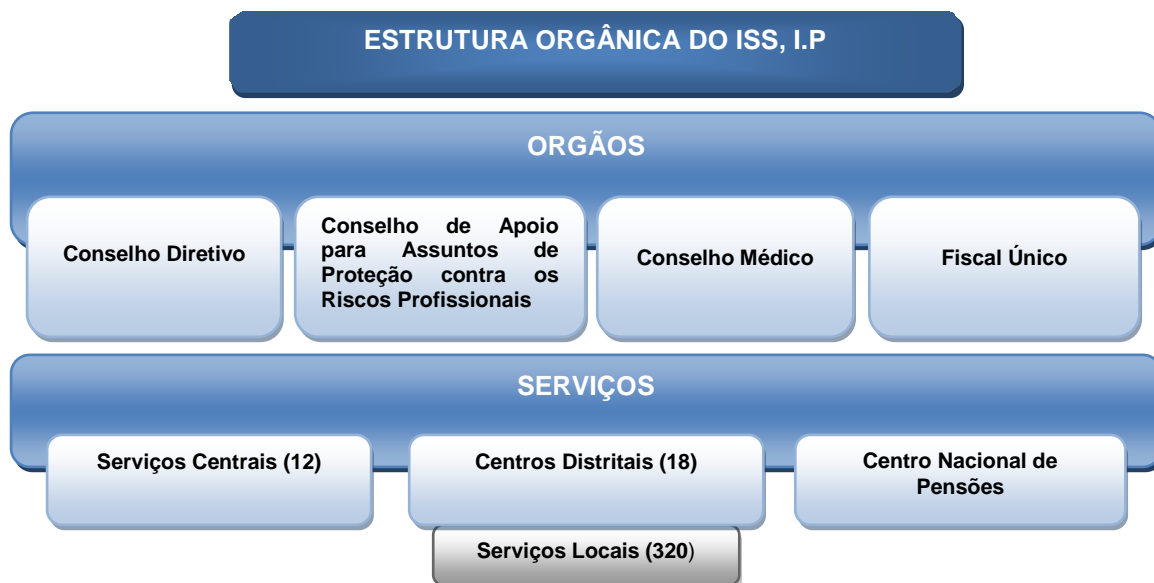 ESTRUTURA ORGÂNICA DO ISS, I.P
ORGÃOS
Conselho Diretivo
Conselho de Apoio
para Assuntos de
Proteção contra os
Riscos Profissionais
Conselho Médico
Fiscal Único
SERVIÇOS
Serviços Centrais (12)
Centros Distritais (18)
Centro Nacional de
Pensões
Serviços Locais (320)